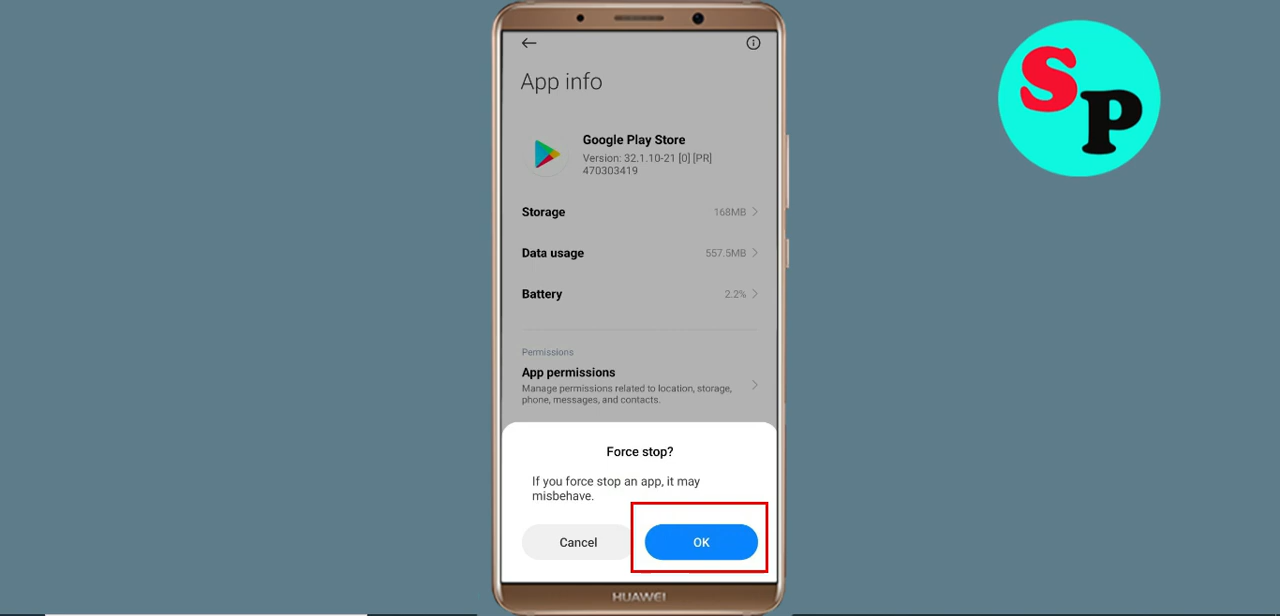 App info
Google Play Store
Version: 32.1.10-21 [0] [PR]
470303419
Storage 168MB
Data usage 557.5MB
Battery 2.2%
Permissions
App permissions
Manage permissions related to location, storage,
phone, messages, and contacts.
Force stop?
If you force stop an app, it may
misbehave.
Cancel OK
HUAWEI
SP